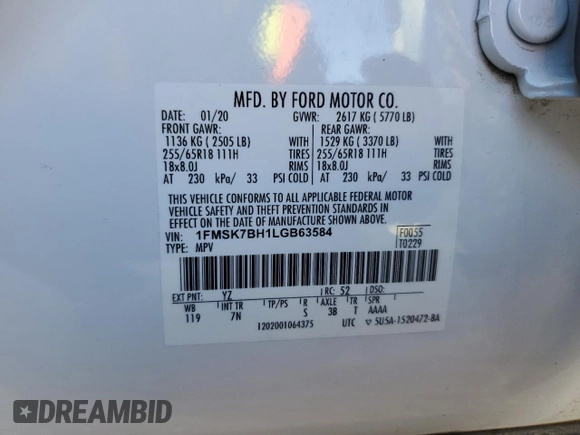 MFD. BY FORD MOTOR CO.
DATE: 01/20 GVWR: 2617 KG (5770 LB)
FRONT GAWR: REAR GAWR:
1136 KG (2505 LB) WITH 1529 KG (3370 LB) WITH
255/65R18 111H TIRES 255/65R18 111H TIRES
18x8.0J RIMS 18x8.0J RIMS
AT 230 kPa/ 33 PSI COLD AT 230 kPa/ 33 PSI COLD
THIS VEHICLE CONFORMS TO ALL APPLICABLE FEDERAL MOTOR
VEHICLE SAFETY AND THEFT PREVENTION STANDARDS IN
EFFECT ON THE DATE OF MANUFACTURE SHOWN ABOVE.
VIN: 1FMSK7BH1LGB63584 F0055
TYPE: MPV T0229
EXT PNT: YZ RC: 52 DSO:
WB INT TR TP/PS R AXLE TR SPR
119 7N S 3B T AAAA
1202001064375 UTC ▽ 5U5A-1520472-BA
DREAMBID